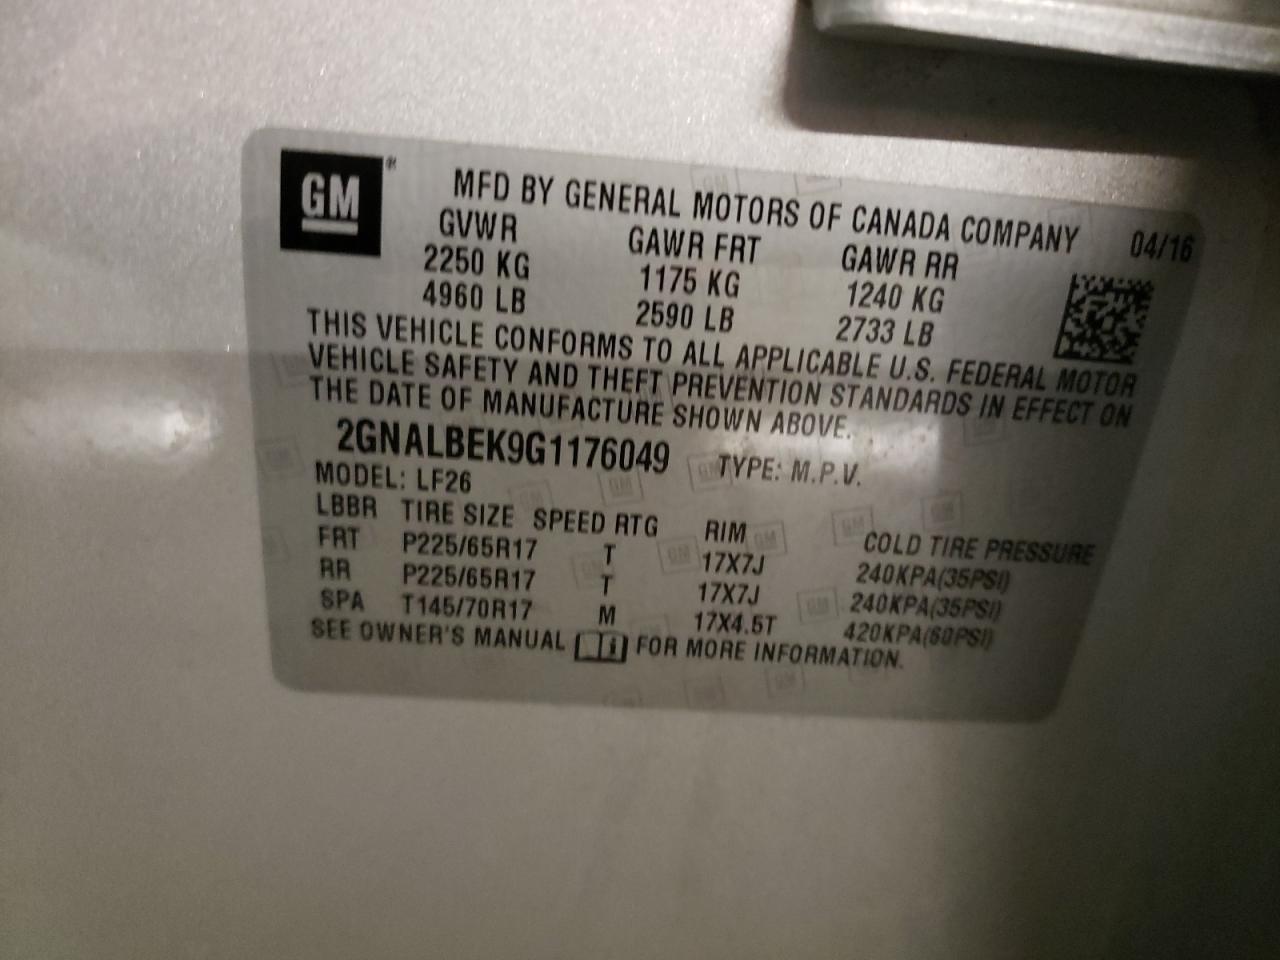 GM®
MFD BY GENERAL MOTORS OF CANADA COMPANY 04/16
GVWR GAWR FRT GAWR RR
2250 KG 1175 KG 1240 KG
4960 LB 2590 LB 2733 LB
THIS VEHICLE CONFORMS TO ALL APPLICABLE U.S. FEDERAL MOTOR
VEHICLE SAFETY AND THEFT PREVENTION STANDARDS IN EFFECT ON
THE DATE OF MANUFACTURE SHOWN ABOVE.
2GNALBEK9G1176049 TYPE: M.P.V.
MODEL: LF26
LBBR TIRE SIZE SPEED RTG RIM COLD TIRE PRESSURE
FRT P225/65R17 T 17X7J 240KPA(35PSI)
RR P225/65R17 T 17X7J 240KPA(35PSI)
SPA T145/70R17 M 17X4.5T 420KPA(60PSI)
SEE OWNER'S MANUAL FOR MORE INFORMATION.